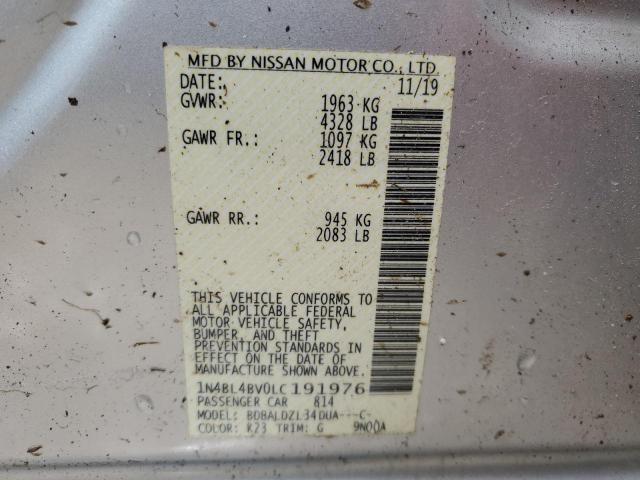 MFD BY NISSAN MOTOR CO., LTD
DATE: 11/19
GVWR: 1963 KG
4328 LB
GAWR FR.: 1097 KG
2418 LB
GAWR RR.: 945 KG
2083 LB
THIS VEHICLE CONFORMS TO
ALL APPLICABLE FEDERAL
MOTOR VEHICLE SAFETY,
BUMPER, AND THEFT
PREVENTION STANDARDS IN
EFFECT ON THE DATE OF
MANUFACTURE SHOWN ABOVE.
1N4BL4BV0LC191976
PASSENGER CAR 814
MODEL: BDBALDZL34DUA---C-
COLOR: K23 TRIM: G 9N00A